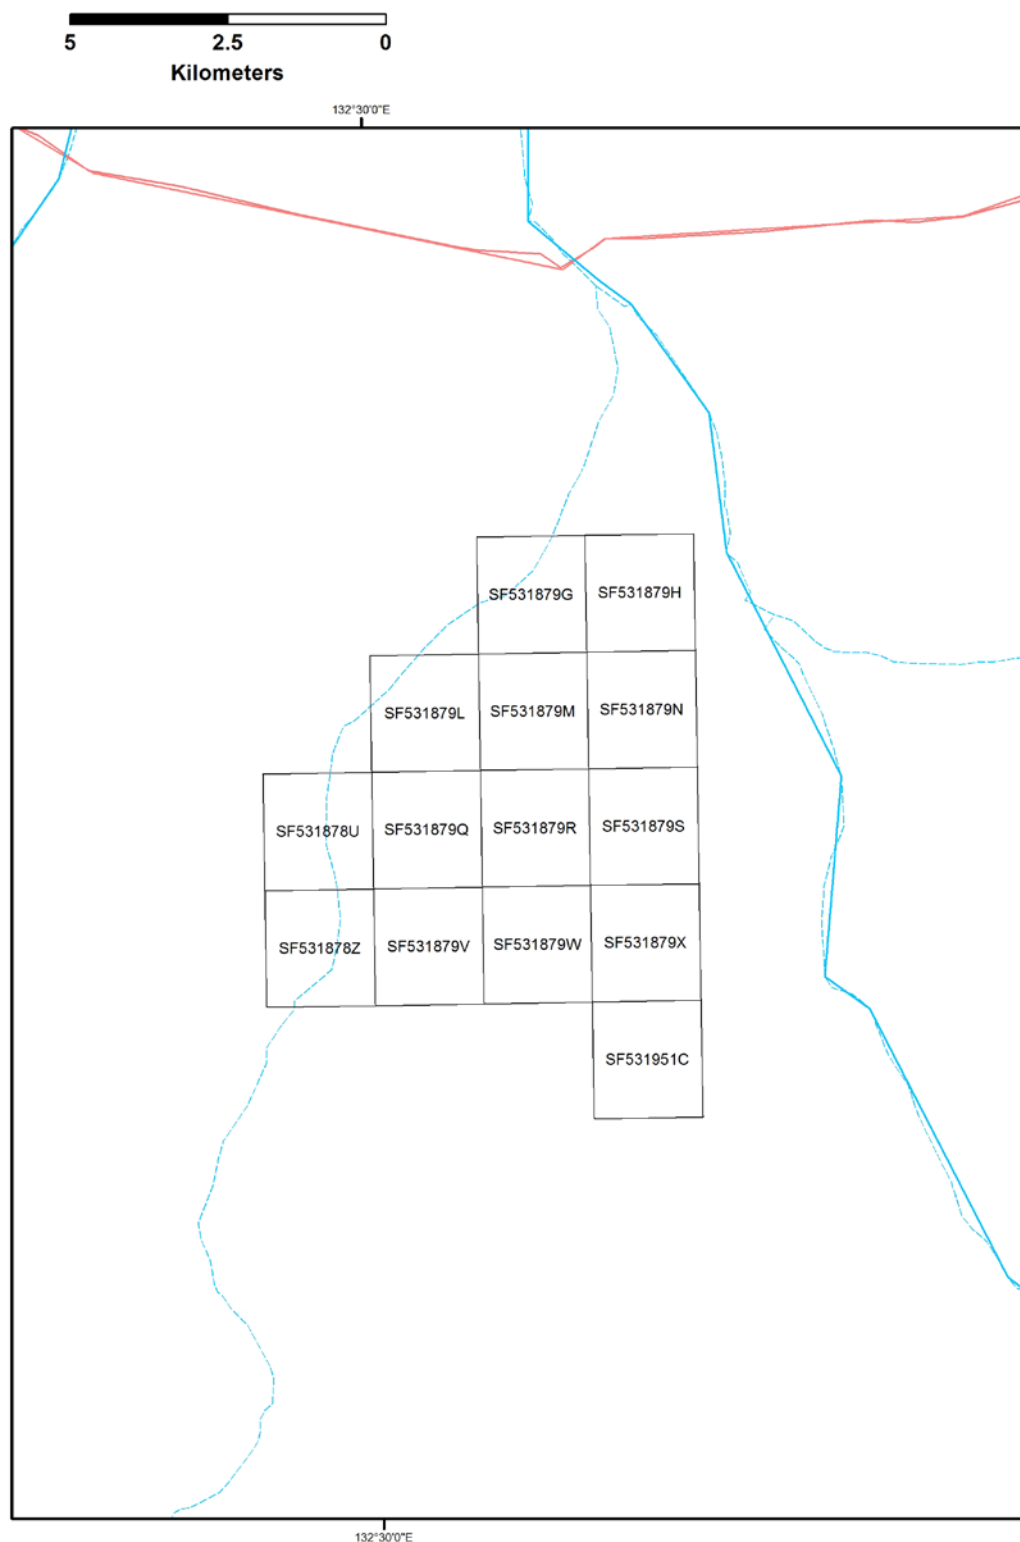 5 2.5 0
Kilometers
132°30'0"E
SF531879G SF531879H
SF531879L SF531879M SF531879N
SF531878U SF531879Q SF531879R SF531879S
SF531878Z SF531879V SF531879W SF531879X
SF531951C
132°30'0"E